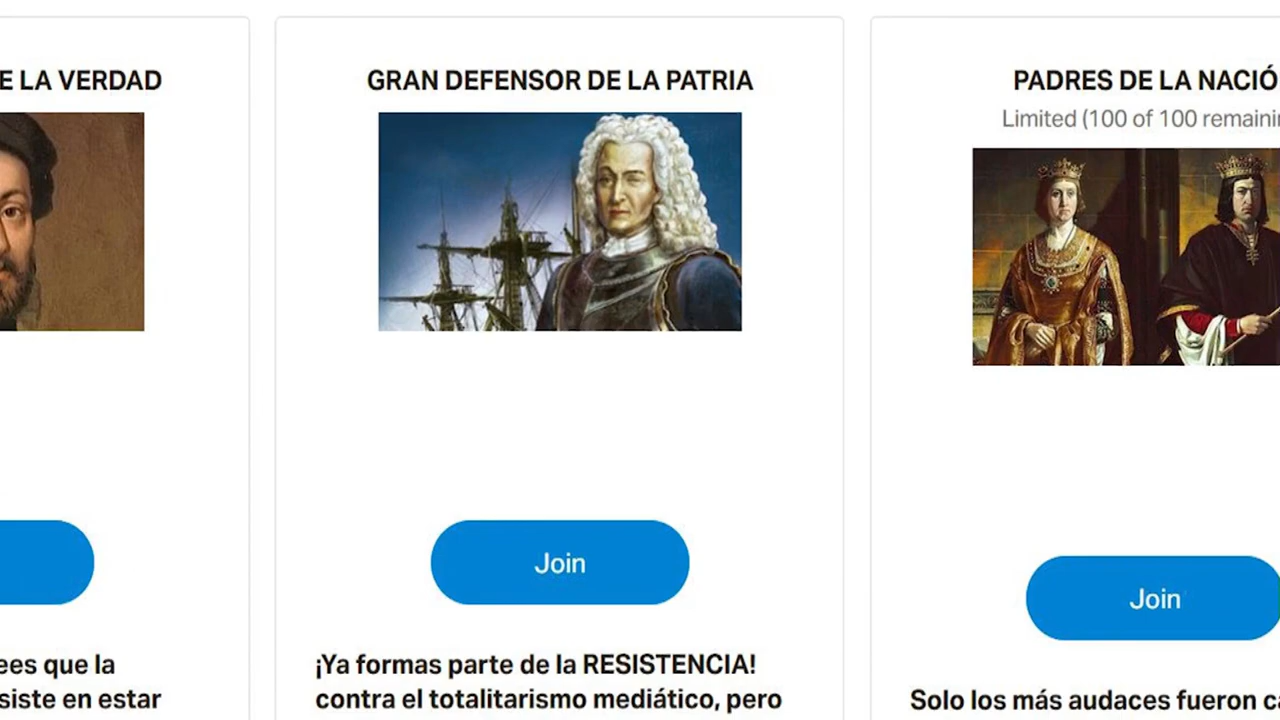 E LA VERDAD
ees que la
siste en estar
GRAN DEFENSOR DE LA PATRIA
Join
¡Ya formas parte de la RESISTENCIA!
contra el totalitarismo mediático, pero
PADRES DE LA NACIÓ
Limited (100 of 100 remainin
Join
Solo los más audaces fueron ca